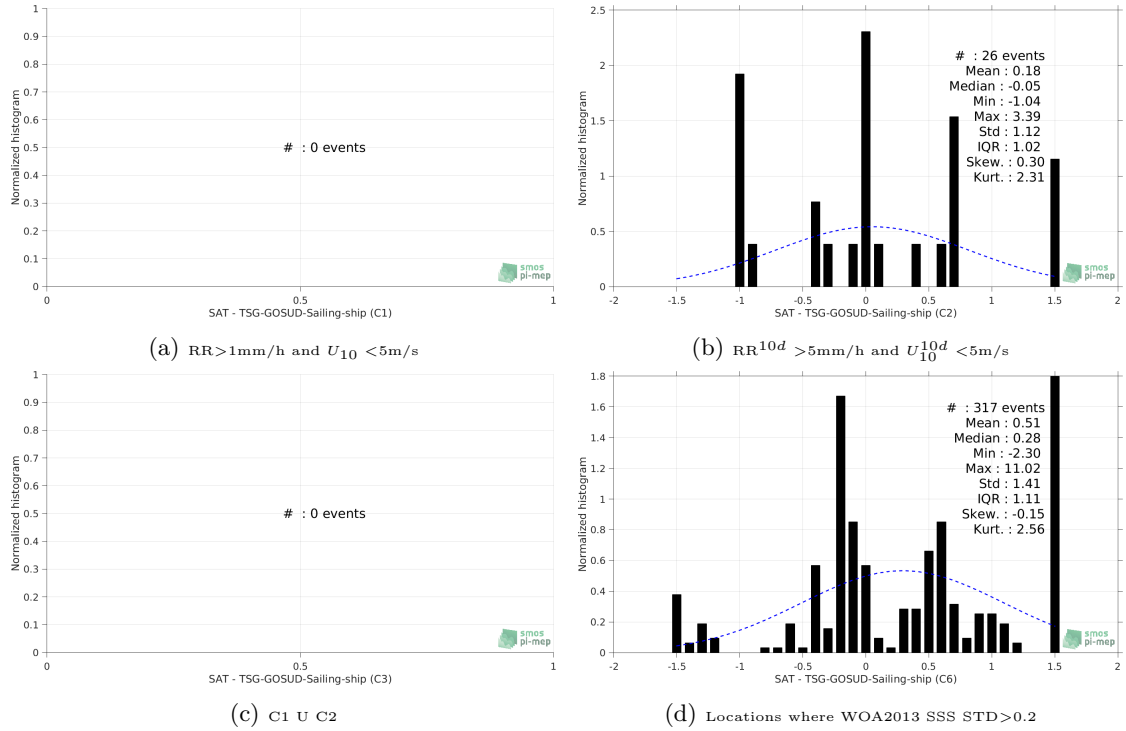 1
0.9
0.8
0.7
0.6
0.5
0.4
0.3
0.2
0.1
0
Normalized histogram
# : 0 events
smos
pi-mep
0
0.5
1
SAT - TSG-GOSUD-Sailing-ship (C1)
(a) RR>1mm/h and U10 <5m/s
2.5
2
1.5
1
0.5
0
Normalized histogram
# : 26 events
Mean : 0.18
Median : -0.05
Min : -1.04
Max : 3.39
Std : 1.12
IQR : 1.02
Skew. : 0.30
Kurt. : 2.31
smos
pi-mep
-2
-1.5
-1
-0.5
0
0.5
1
1.5
2
SAT - TSG-GOSUD-Sailing-ship (C2)
(b) RR10d >5mm/h and U10d10 <5m/s
1
0.9
0.8
0.7
0.6
0.5
0.4
0.3
0.2
0.1
0
Normalized histogram
# : 0 events
smos
pi-mep
0
0.5
1
SAT - TSG-GOSUD-Sailing-ship (C3)
(c) C1 U C2
1.8
1.6
1.4
1.2
1
0.8
0.6
0.4
0.2
0
Normalized histogram
# : 317 events
Mean : 0.51
Median : 0.28
Min : -2.30
Max : 11.02
Std : 1.41
IQR : 1.11
Skew. : -0.15
Kurt. : 2.56
smos
pi-mep
-2
-1.5
-1
-0.5
0
0.5
1
1.5
2
SAT - TSG-GOSUD-Sailing-ship (C6)
(d) Locations where WOA2013 SSS STD>0.2